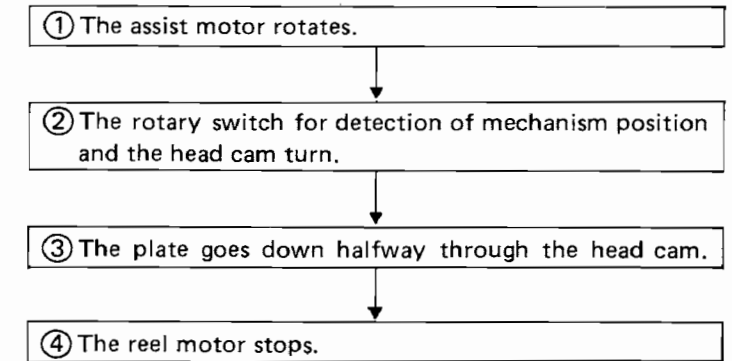 ① The assist motor rotates.
② The rotary switch for detection of mechanism position
and the head cam turn.
③ The plate goes down halfway through the head cam.
④ The reel motor stops.